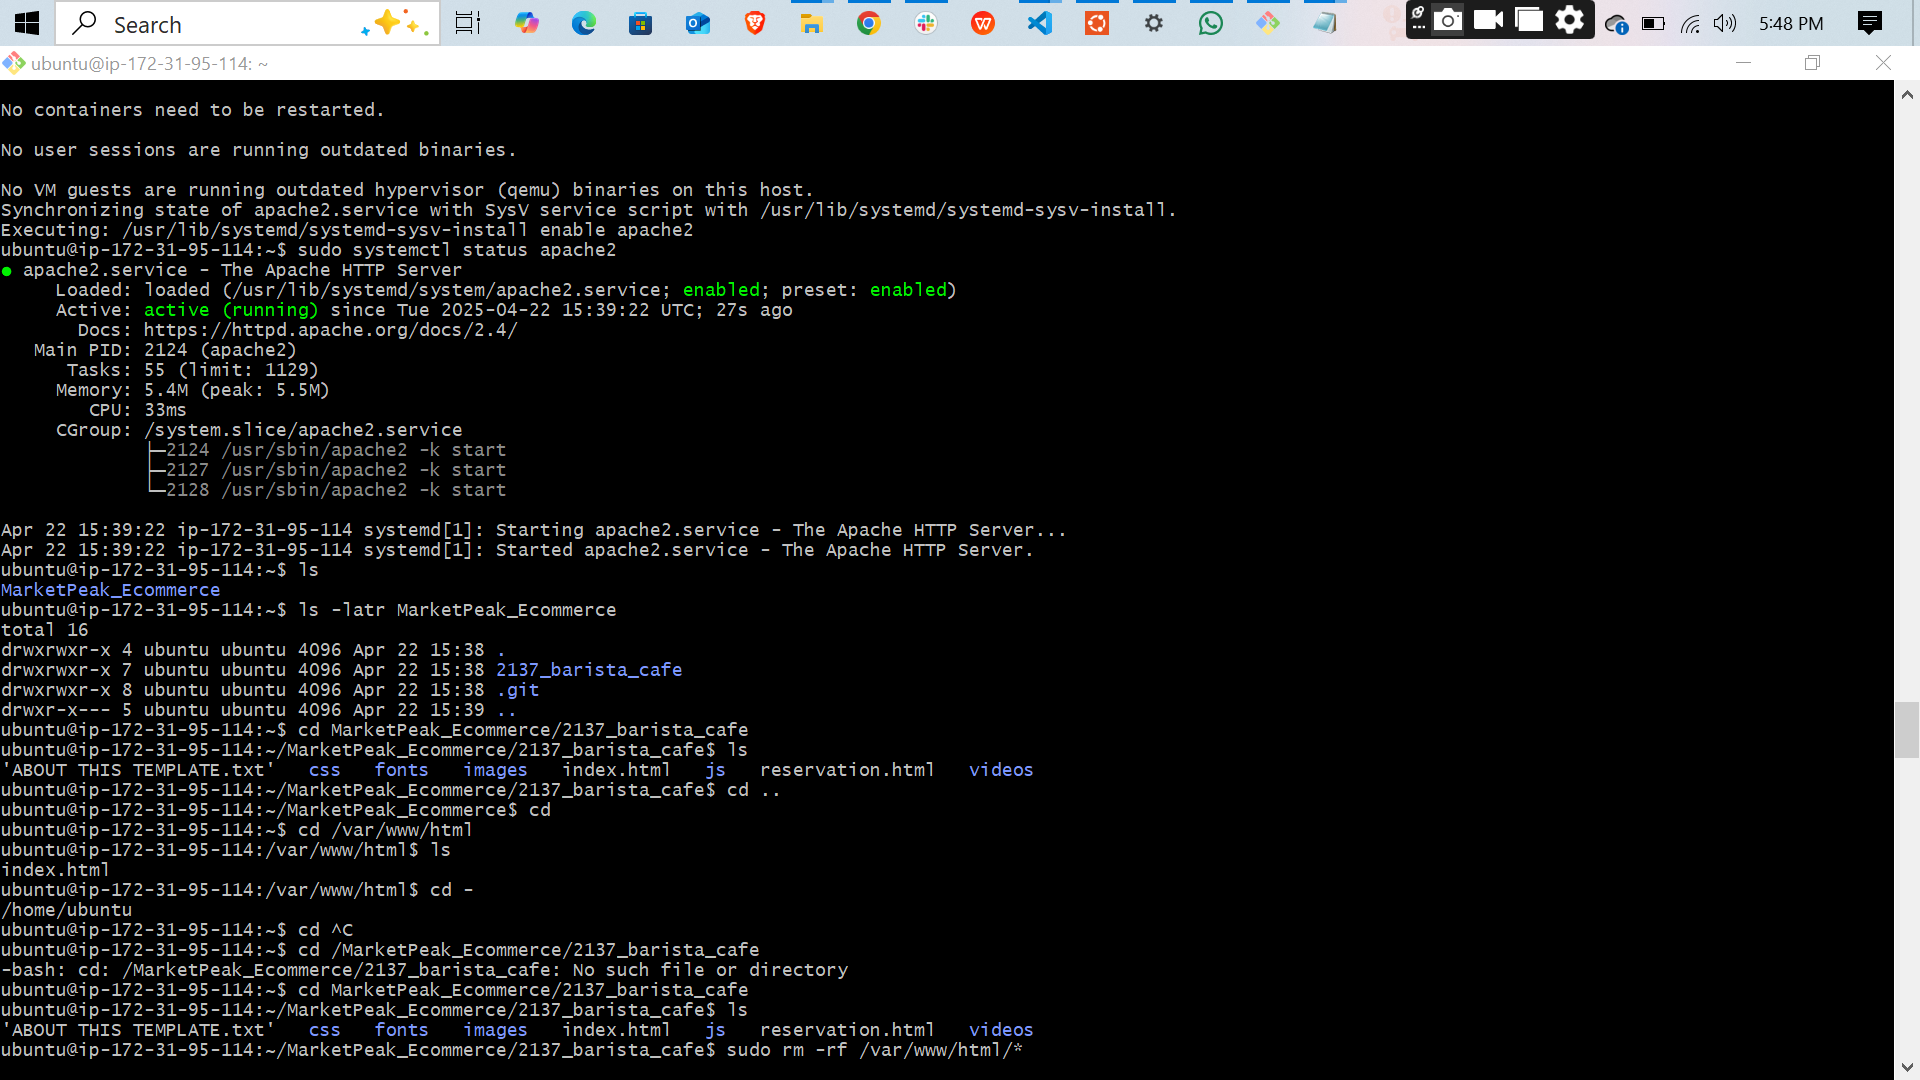 Search
5:48 PM
ubuntu@ip-172-31-95-114: ~
No containers need to be restarted.
No user sessions are running outdated binaries.
No VM guests are running outdated hypervisor (qemu) binaries on this host.
Synchronizing state of apache2.service with SysV service script with /usr/lib/systemd/systemd-sysv-install.
Executing: /usr/lib/systemd/systemd-sysv-install enable apache2
ubuntu@ip-172-31-95-114:~$ sudo systemctl status apache2
● apache2.service - The Apache HTTP Server
     Loaded: loaded (/usr/lib/systemd/system/apache2.service; enabled; preset: enabled)
     Active: active (running) since Tue 2025-04-22 15:39:22 UTC; 27s ago
       Docs: https://httpd.apache.org/docs/2.4/
   Main PID: 2124 (apache2)
      Tasks: 55 (limit: 1129)
     Memory: 5.4M (peak: 5.5M)
        CPU: 33ms
     CGroup: /system.slice/apache2.service
             ├─2124 /usr/sbin/apache2 -k start
             ├─2127 /usr/sbin/apache2 -k start
             └─2128 /usr/sbin/apache2 -k start
Apr 22 15:39:22 ip-172-31-95-114 systemd[1]: Starting apache2.service - The Apache HTTP Server...
Apr 22 15:39:22 ip-172-31-95-114 systemd[1]: Started apache2.service - The Apache HTTP Server.
ubuntu@ip-172-31-95-114:~$ ls
MarketPeak_Ecommerce
ubuntu@ip-172-31-95-114:~$ ls -latr MarketPeak_Ecommerce
total 16
drwxrwxr-x 4 ubuntu ubuntu 4096 Apr 22 15:38 .
drwxrwxr-x 7 ubuntu ubuntu 4096 Apr 22 15:38 2137_barista_cafe
drwxrwxr-x 8 ubuntu ubuntu 4096 Apr 22 15:38 .git
drwxr-x--- 5 ubuntu ubuntu 4096 Apr 22 15:39 ..
ubuntu@ip-172-31-95-114:~$ cd MarketPeak_Ecommerce/2137_barista_cafe
ubuntu@ip-172-31-95-114:~/MarketPeak_Ecommerce/2137_barista_cafe$ ls
'ABOUT THIS TEMPLATE.txt'   css   fonts   images   index.html   js   reservation.html   videos
ubuntu@ip-172-31-95-114:~/MarketPeak_Ecommerce/2137_barista_cafe$ cd ..
ubuntu@ip-172-31-95-114:~/MarketPeak_Ecommerce$ cd
ubuntu@ip-172-31-95-114:~$ cd /var/www/html
ubuntu@ip-172-31-95-114:/var/www/html$ ls
index.html
ubuntu@ip-172-31-95-114:/var/www/html$ cd -
/home/ubuntu
ubuntu@ip-172-31-95-114:~$ cd ^C
ubuntu@ip-172-31-95-114:~$ cd /MarketPeak_Ecommerce/2137_barista_cafe
-bash: cd: /MarketPeak_Ecommerce/2137_barista_cafe: No such file or directory
ubuntu@ip-172-31-95-114:~$ cd MarketPeak_Ecommerce/2137_barista_cafe
ubuntu@ip-172-31-95-114:~/MarketPeak_Ecommerce/2137_barista_cafe$ ls
'ABOUT THIS TEMPLATE.txt'   css   fonts   images   index.html   js   reservation.html   videos
ubuntu@ip-172-31-95-114:~/MarketPeak_Ecommerce/2137_barista_cafe$ sudo rm -rf /var/www/html/*